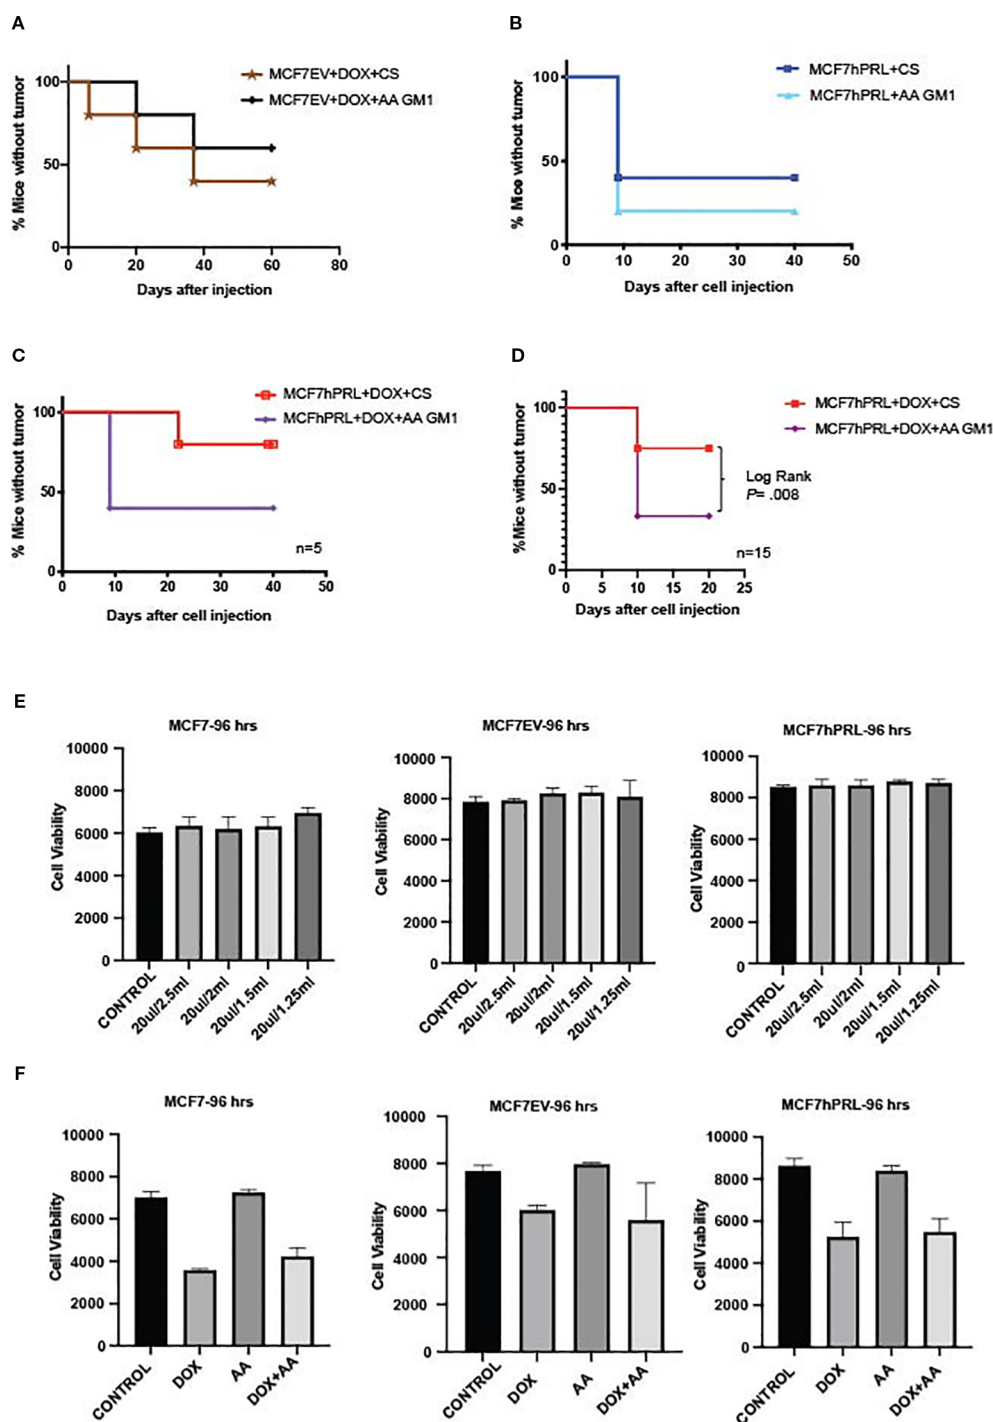 A
MCF7EV+DOX+CS
MCF7EV+DOX+AA GM1
% Mice without tumor
100
50
0
0 20 40 60 80
Days after injection
B
MCF7hPRL+CS
MCF7hPRL+AA GM1
% Mice without tumor
100
50
0
0 10 20 30 40 50
Days after cell injection
C
MCF7hPRL+DOX+CS
MCFhPRL+DOX+AA GM1
% Mice without tumor
100
50
0
n=5
0 10 20 30 40 50
Days after cell injection
D
MCF7hPRL+DOX+CS
MCF7hPRL+DOX+AA GM1
%Mice without tumor
100
50
0
Log Rank
P= .008
n=15
0 5 10 15 20 25
Days after cell injection
E
MCF7-96 hrs
Cell Viability
10000
8000
6000
4000
2000
0
CONTROL 20ul/2.5ml 20ul/2ml 20ul/1.5ml 20ul/1.25ml
MCF7EV-96 hrs
Cell Viability
10000
8000
6000
4000
2000
0
CONTROL 20ul/2.5ml 20ul/2ml 20ul/1.5ml 20ul/1.25ml
MCF7hPRL-96 hrs
Cell Viability
10000
8000
6000
4000
2000
0
CONTROL 20ul/2.5ml 20ul/2ml 20ul/1.5ml 20ul/1.25ml
F
MCF7-96 hrs
Cell Viability
10000
8000
6000
4000
2000
0
CONTROL DOX AA DOX+AA
MCF7EV-96 hrs
Cell Viability
10000
8000
6000
4000
2000
0
CONTROL DOX AA DOX+AA
MCF7hPRL-96 hrs
Cell Viability
10000
8000
6000
4000
2000
0
CONTROL DOX AA DOX+AA